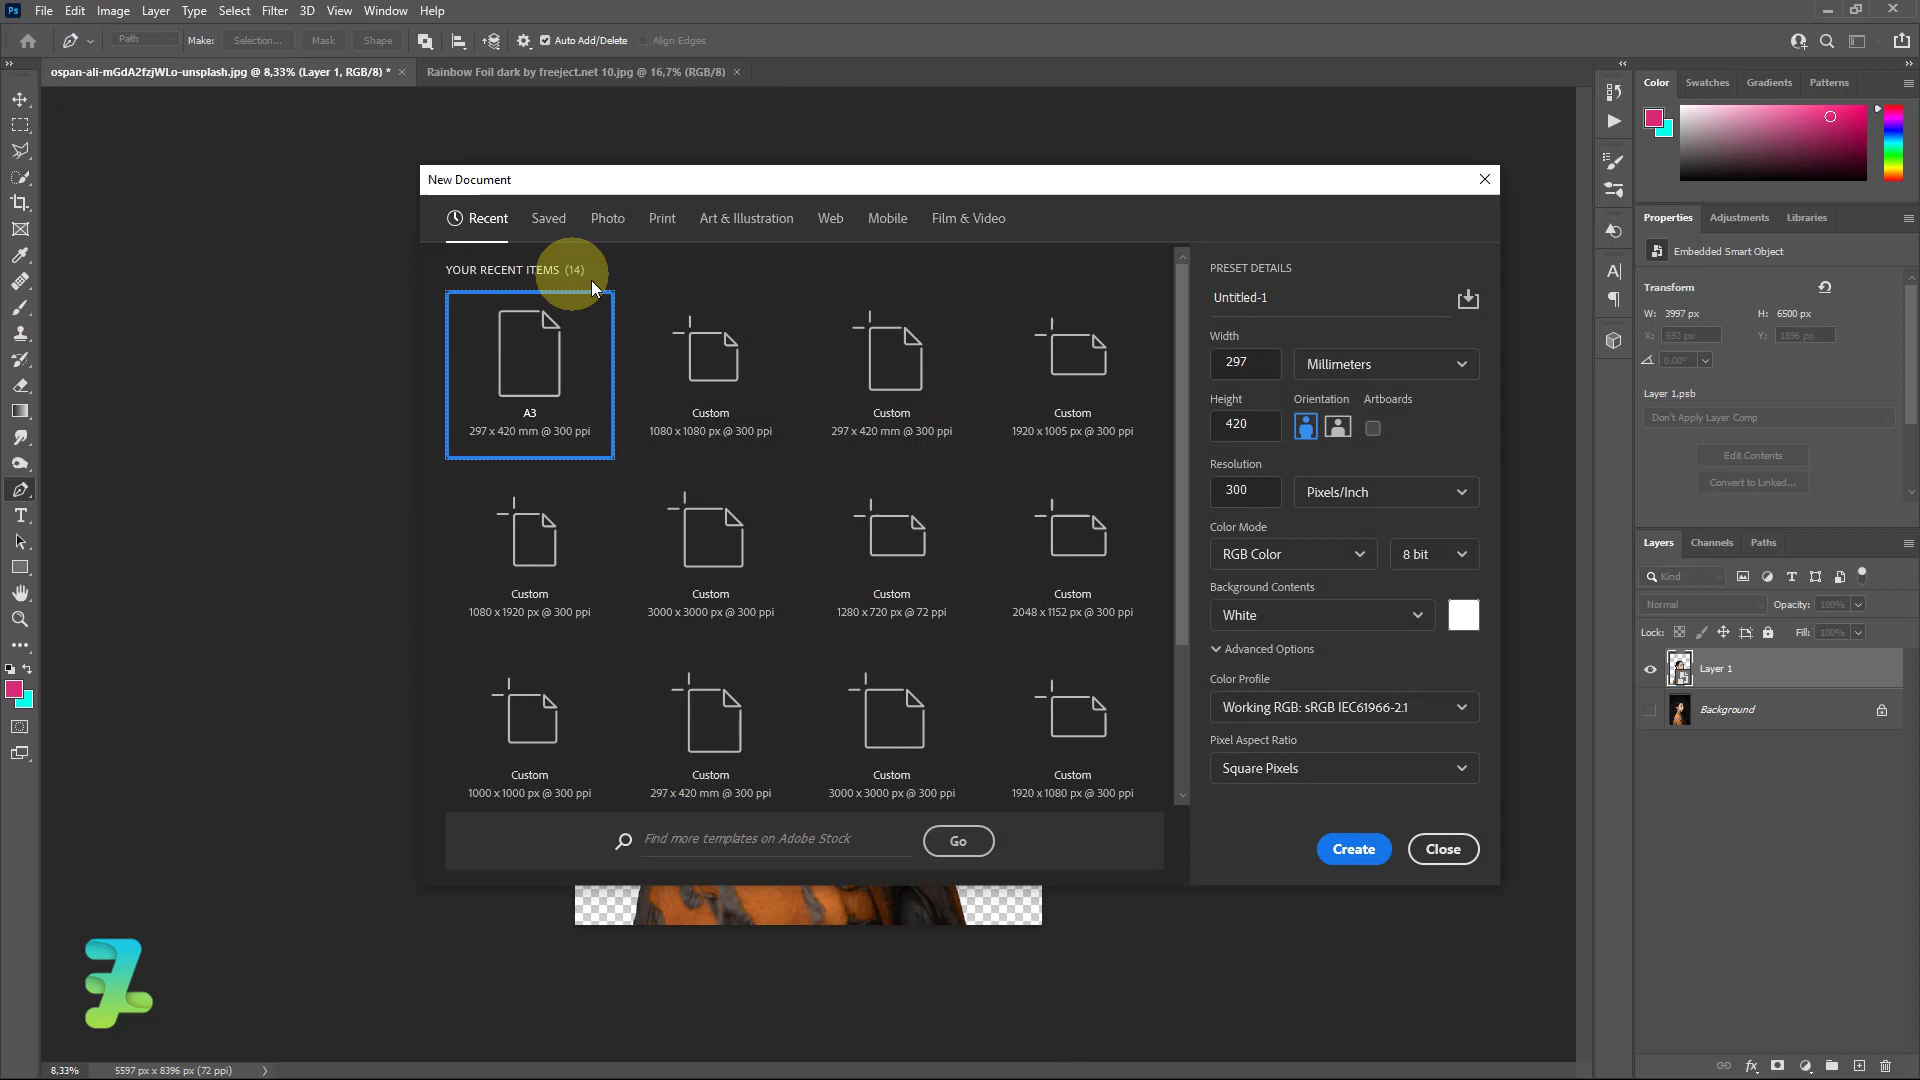 Ps File Edit Image Layer Type Select Filter 3D View Window Help
Path Make: Selection... Mask Shape Auto Add/Delete Align Edges
ospan-ali-mGdA2fzjWLo-unsplash.jpg @ 8,33% (Layer 1, RGB/8) * × Rainbow Foil dark by freeject.net 10.jpg @ 16,7% (RGB/8) ×
New Document
Recent Saved Photo Print Art & Illustration Web Mobile Film & Video
YOUR RECENT ITEMS (14)
A3
297 x 420 mm @ 300 ppi
Custom
1080 x 1080 px @ 300 ppi
Custom
297 x 420 mm @ 300 ppi
Custom
1920 x 1005 px @ 300 ppi
Custom
1080 x 1920 px @ 300 ppi
Custom
3000 x 3000 px @ 300 ppi
Custom
1280 x 720 px @ 72 ppi
Custom
2048 x 1152 px @ 300 ppi
Custom
1000 x 1000 px @ 300 ppi
Custom
297 x 420 mm @ 300 ppi
Custom
3000 x 3000 px @ 300 ppi
Custom
1920 x 1080 px @ 300 ppi
Find more templates on Adobe Stock Go
PRESET DETAILS
Untitled-1
Width
297 Millimeters
Height Orientation Artboards
420
Resolution
300 Pixels/Inch
Color Mode
RGB Color 8 bit
Background Contents
White
Advanced Options
Color Profile
Working RGB: sRGB IEC61966-2.1
Pixel Aspect Ratio
Square Pixels
Create Close
Color Swatches Gradients Patterns
Properties Adjustments Libraries
Embedded Smart Object
Transform
W: 3997 px H: 6500 px
X: 692 px Y: 1896 px
0,00°
Layer 1.psb
Don't Apply Layer Comp
Edit Contents
Convert to Linked...
Layers Channels Paths
Kind
Normal Opacity: 100%
Lock: Fill: 100%
Layer 1
Background
8,33% 5597 px x 8396 px (72 ppi)